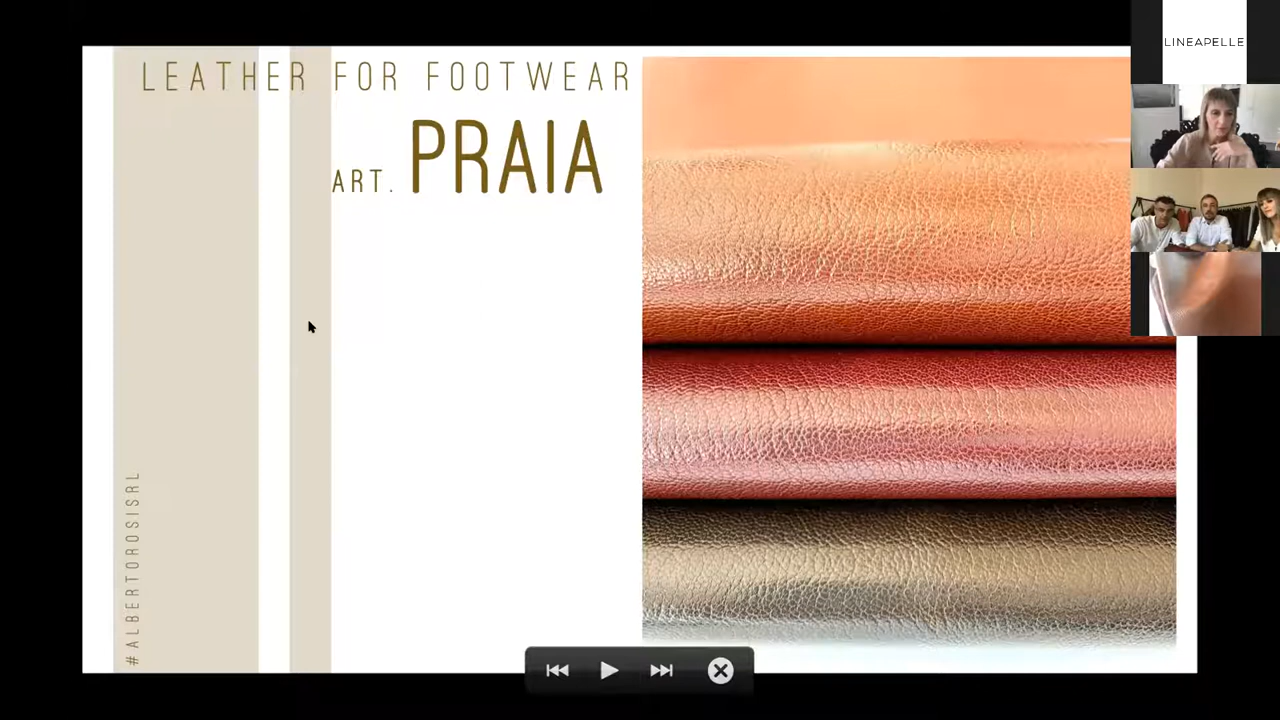 LEATHER FOR FOOTWEAR
ART. PRAIA
#ALBERTOROSISRL
LINEAPELLE